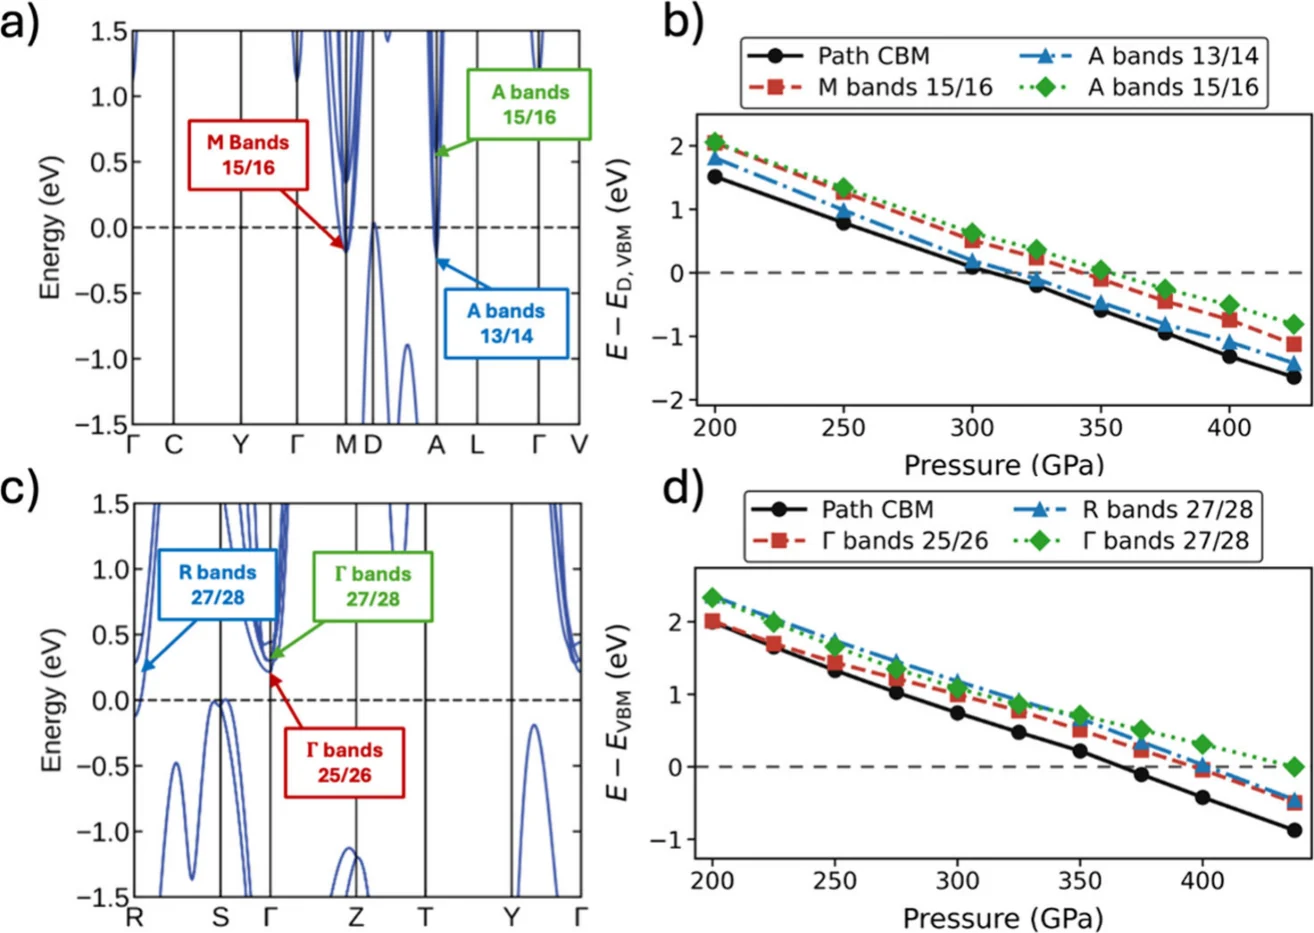 a)
1.5
1.0
0.5
0.0
−0.5
−1.0
−1.5
Energy (eV)
M Bands
15/16
A bands
15/16
A bands
13/14
Γ C Y Γ M D A L Γ V
b)
Path CBM
M bands 15/16
A bands 13/14
A bands 15/16
2
1
0
−1
−2
E − E_D,VBM (eV)
200 250 300 350 400
Pressure (GPa)
c)
1.5
1.0
0.5
0.0
−0.5
−1.0
−1.5
Energy (eV)
R bands
27/28
Γ bands
27/28
Γ bands
25/26
R S Γ Z T Y Γ
d)
Path CBM
Γ bands 25/26
R bands 27/28
Γ bands 27/28
2
1
0
−1
E − E_VBM (eV)
200 250 300 350 400
Pressure (GPa)